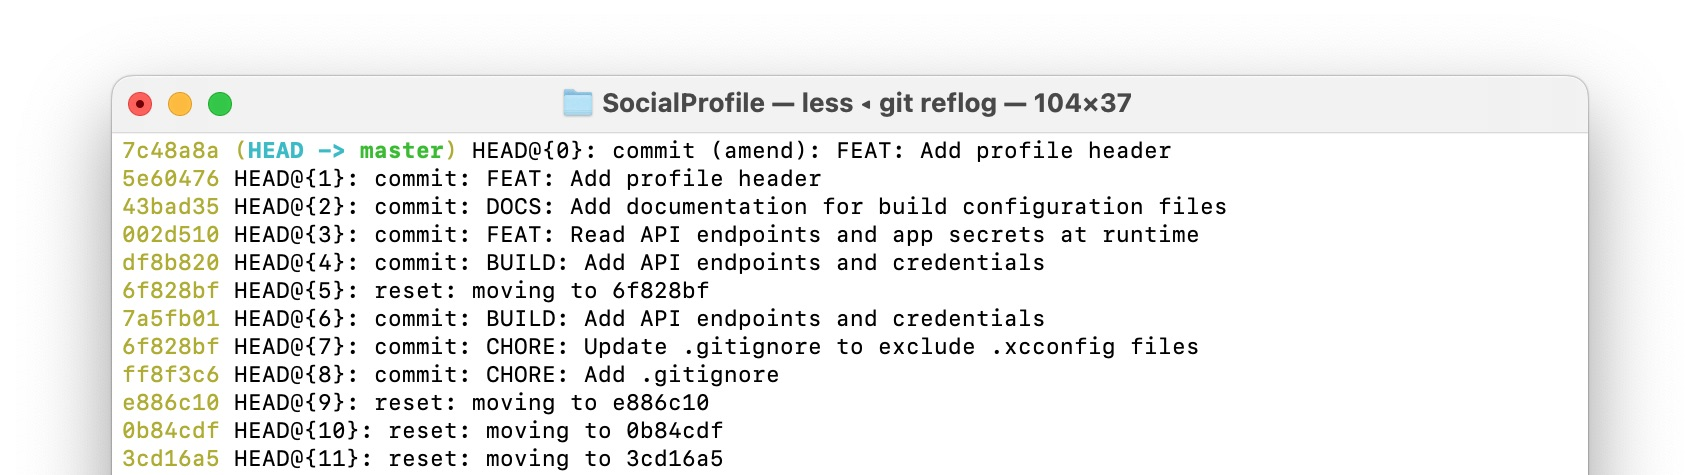 SocialProfile — less ◂ git reflog — 104×37
7c48a8a (HEAD -> master) HEAD@{0}: commit (amend): FEAT: Add profile header
5e60476 HEAD@{1}: commit: FEAT: Add profile header
43bad35 HEAD@{2}: commit: DOCS: Add documentation for build configuration files
002d510 HEAD@{3}: commit: FEAT: Read API endpoints and app secrets at runtime
df8b820 HEAD@{4}: commit: BUILD: Add API endpoints and credentials
6f828bf HEAD@{5}: reset: moving to 6f828bf
7a5fb01 HEAD@{6}: commit: BUILD: Add API endpoints and credentials
6f828bf HEAD@{7}: commit: CHORE: Update .gitignore to exclude .xcconfig files
ff8f3c6 HEAD@{8}: commit: CHORE: Add .gitignore
e886c10 HEAD@{9}: reset: moving to e886c10
0b84cdf HEAD@{10}: reset: moving to 0b84cdf
3cd16a5 HEAD@{11}: reset: moving to 3cd16a5